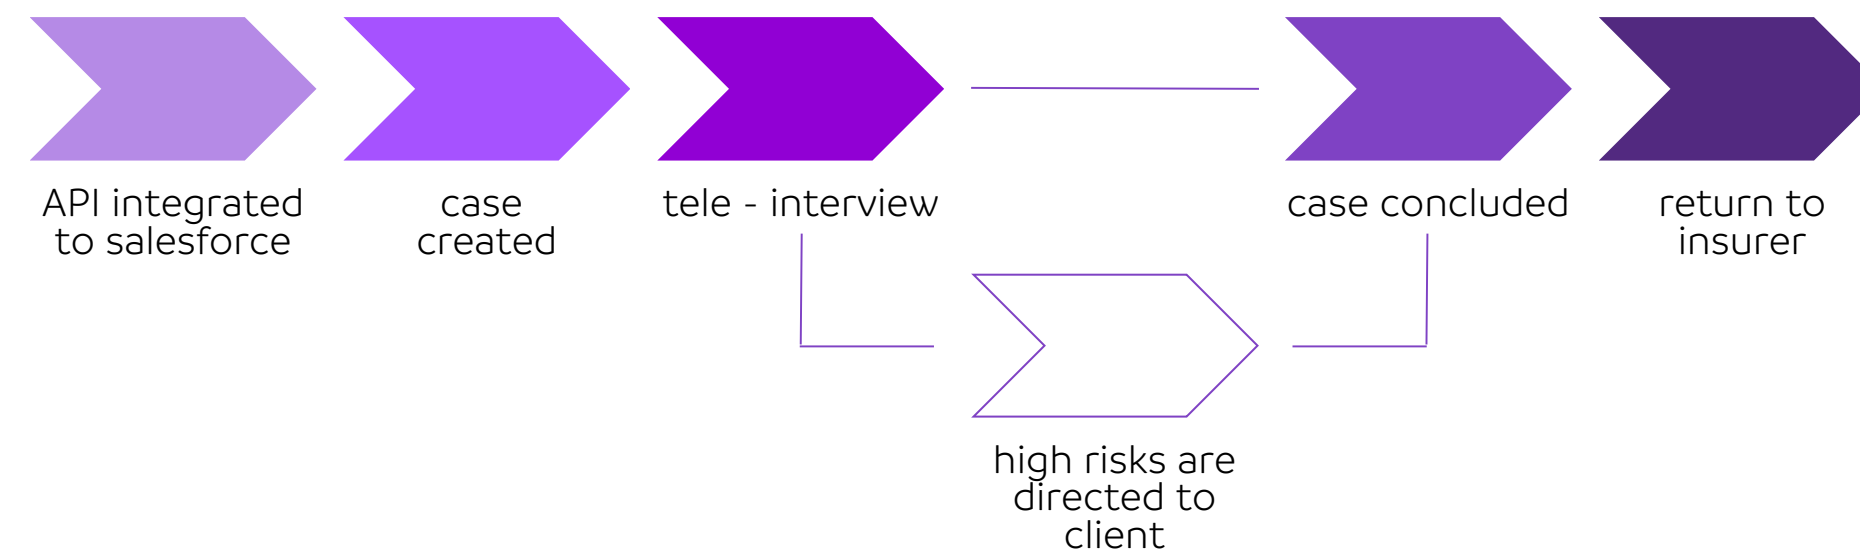 API integrated
to salesforce
case
created
tele - interview
case concluded
return to
insurer
high risks are
directed to
client